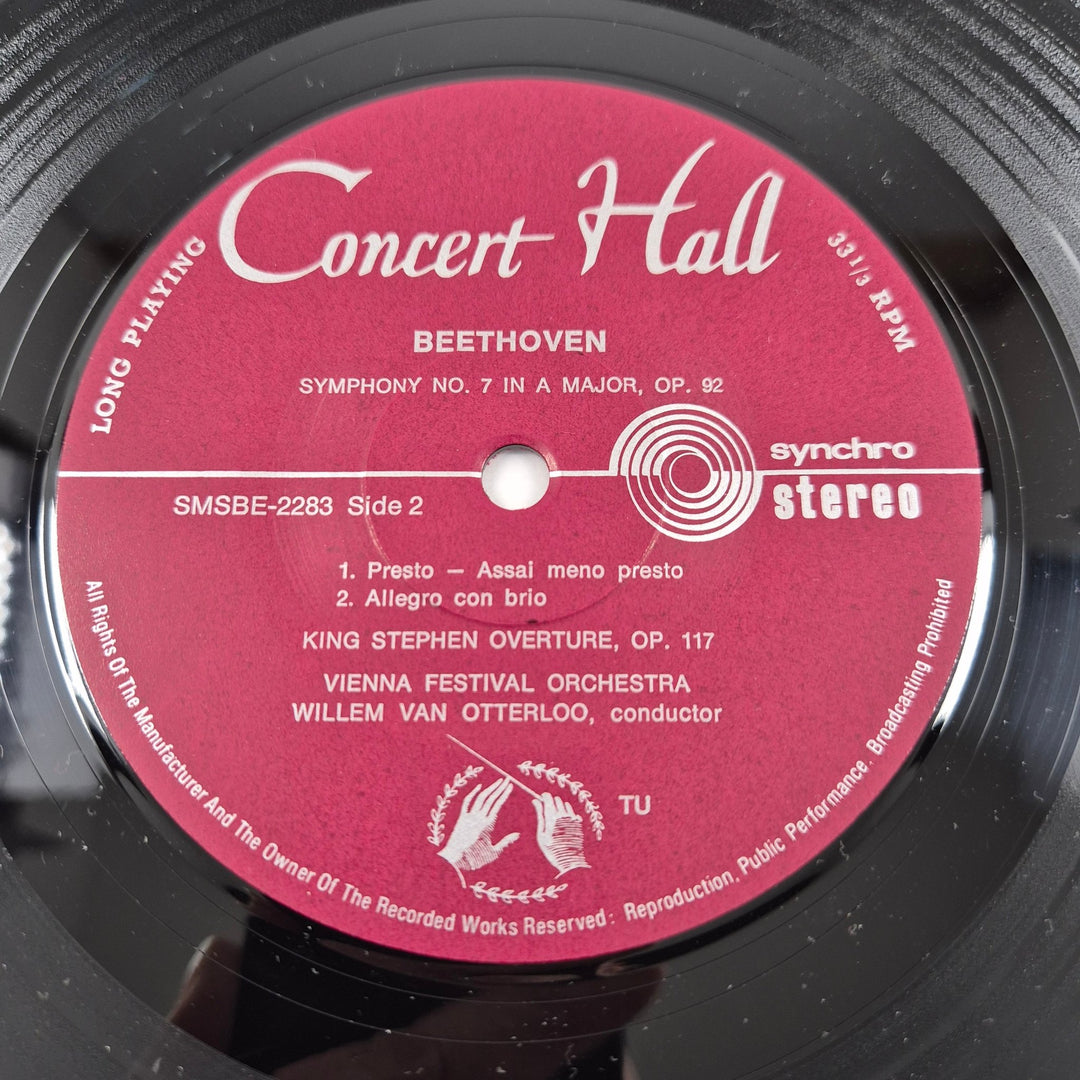 Concert Hall
LONG PLAYING
33 1/3 RPM
BEETHOVEN
SYMPHONY NO. 7 IN A MAJOR, OP. 92
synchro
stereo
SMSBE-2283 Side 2
1. Presto – Assai meno presto
2. Allegro con brio
KING STEPHEN OVERTURE, OP. 117
VIENNA FESTIVAL ORCHESTRA
WILLEM VAN OTTERLOO, conductor
TU
All Rights Of The Manufacturer And The Owner Of The Recorded Works Reserved: Reproduction, Public Performance, Broadcasting Prohibited